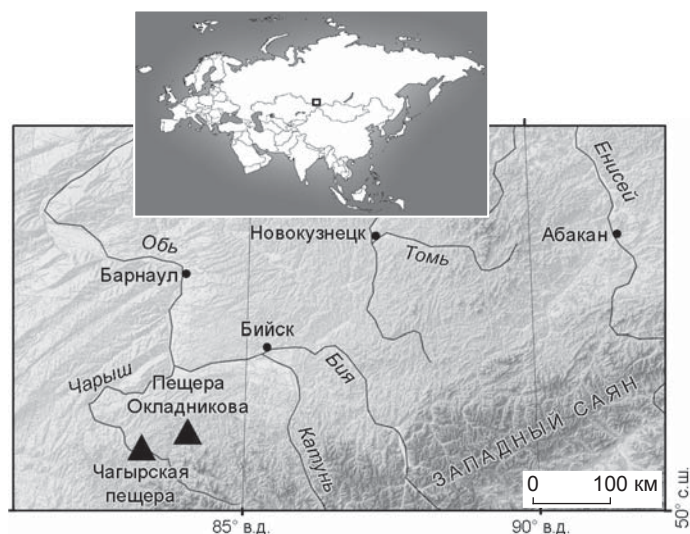 Обь
Барнаул
Новокузнецк
Томь
Енисей
Абакан
Бийск
Бия
Чарыш
Пещера
Окладникова
Чагырская
пещера
Катунь
ЗАПАДНЫЙ САЯН
0 100 км
85° в.д.
90° в.д.
50° с.ш.